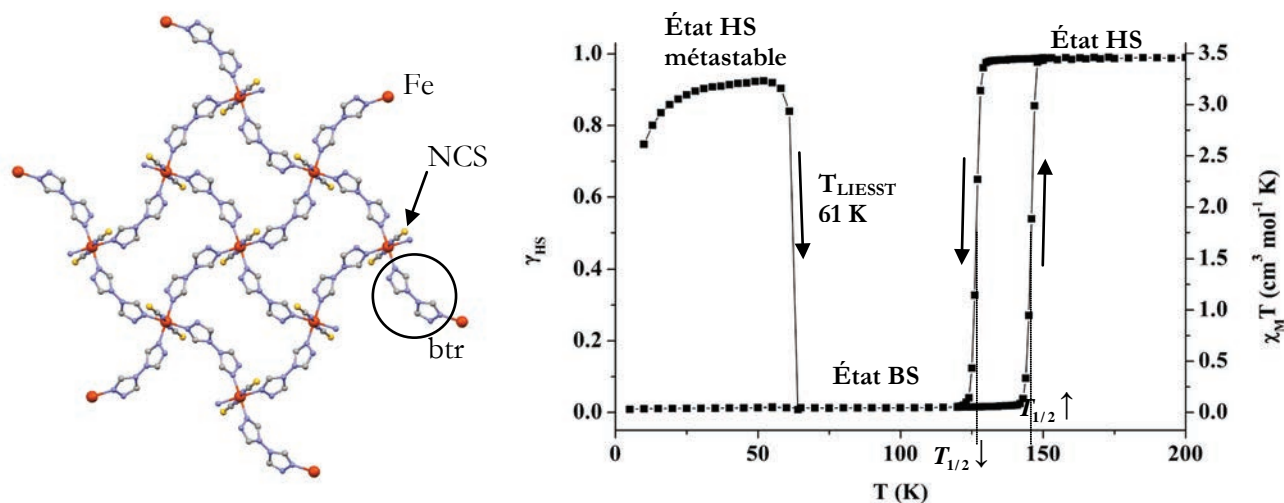 Fe
NCS
btr
État HS
métastable
État HS
T_LIESST
61 K
État BS
T_1/2 ↑
T_1/2 ↓
γ_HS
1.0
0.8
0.6
0.4
0.2
0.0
0
50
100
150
200
T (K)
3.5
3.0
2.5
2.0
1.5
1.0
0.5
0.0
χ_M T (cm³ mol⁻¹ K)